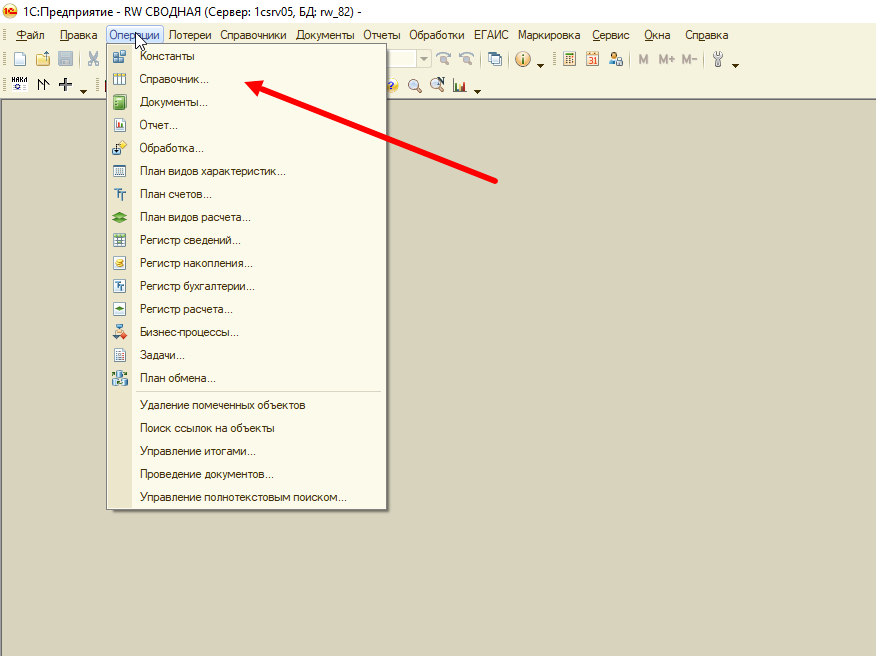 1С:Предприятие - RW СВОДНАЯ (Сервер: 1csrv05, БД: rw_82) -
Файл Правка Операции Лотереи Справочники Документы Отчеты Обработки ЕГАИС Маркировка Сервис Окна Справка
M M+ M-
НАКЛ
Константы
Справочник...
Документы...
Отчет...
Обработка...
План видов характеристик...
План счетов...
План видов расчета...
Регистр сведений...
Регистр накопления...
Регистр бухгалтерии...
Регистр расчета...
Бизнес-процессы...
Задачи...
План обмена...
Удаление помеченных объектов
Поиск ссылок на объекты
Управление итогами...
Проведение документов...
Управление полнотекстовым поиском...